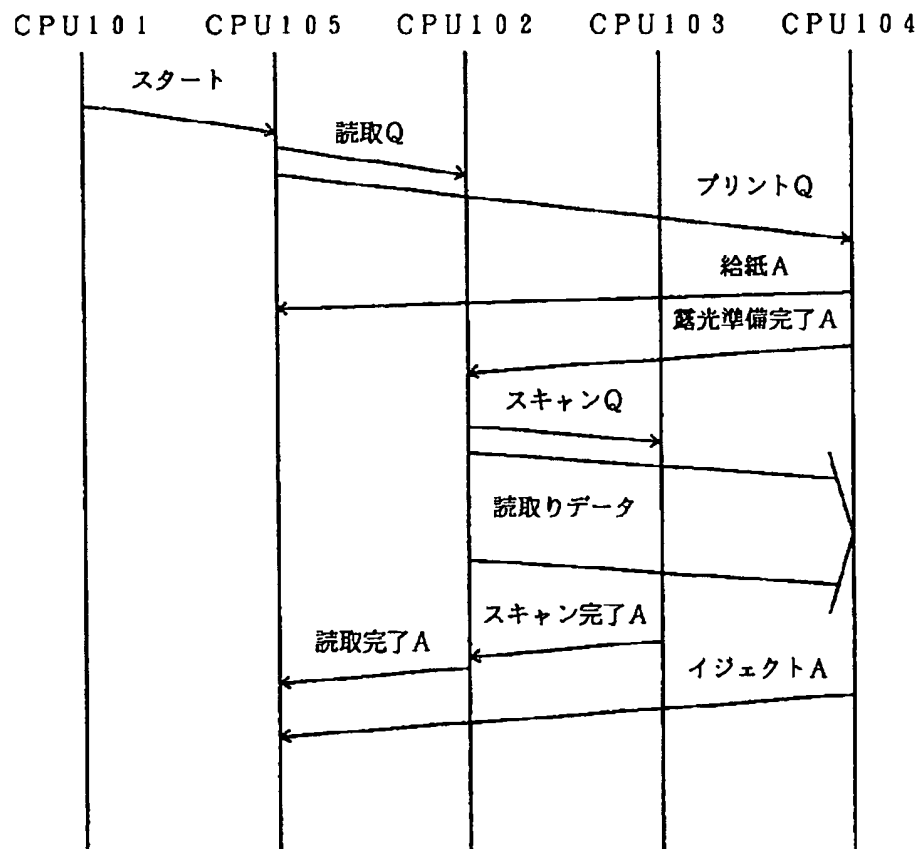 CPU101 CPU105 CPU102 CPU103 CPU104
スタート
読取Q
プリントQ
給紙A
露光準備完了A
スキャンQ
読取りデータ
スキャン完了A
読取完了A
イジェクトA